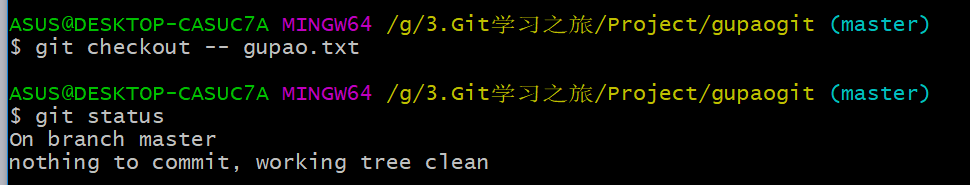 ASUS@DESKTOP-CASUC7A MINGW64 /g/3.Git学习之旅/Project/gupaogit (master)
$ git checkout -- gupao.txt
ASUS@DESKTOP-CASUC7A MINGW64 /g/3.Git学习之旅/Project/gupaogit (master)
$ git status
On branch master
nothing to commit, working tree clean